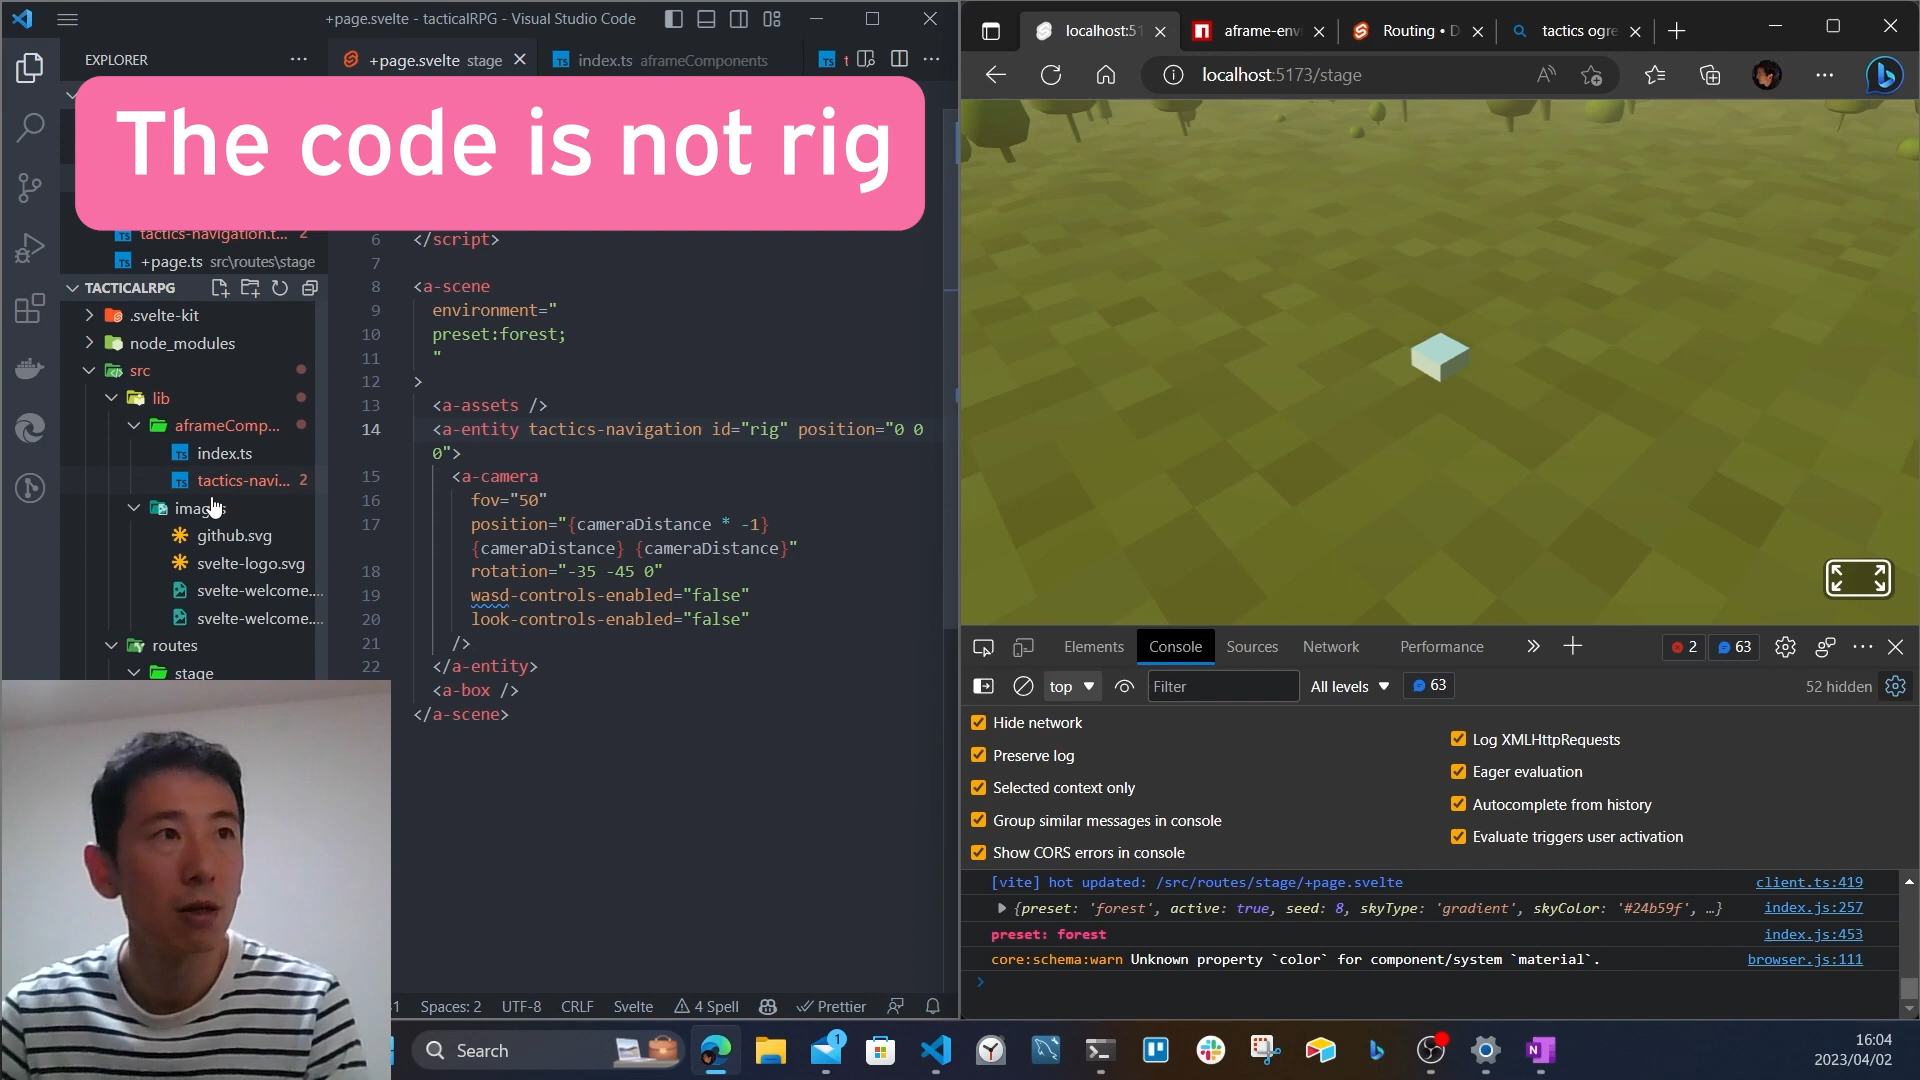 +page.svelte - tacticalRPG - Visual Studio Code
EXPLORER
+page.svelte stage
index.ts aframeComponents
The code is not rig
tactics-navigation.t... 2
+page.ts src\routes\stage
TACTICALRPG
.svelte-kit
node_modules
src
lib
aframeComp...
index.ts
tactics-navi... 2
images
github.svg
svelte-logo.svg
svelte-welcome....
svelte-welcome....
routes
stage
6 </script>
7
8 <a-scene
9 environment="
10 preset:forest;
11 "
12 >
13 <a-assets />
14 <a-entity tactics-navigation id="rig" position="0 0
0">
15 <a-camera
16 fov="50"
17 position="{cameraDistance * -1}
{cameraDistance} {cameraDistance}"
18 rotation="-35 -45 0"
19 wasd-controls-enabled="false"
20 look-controls-enabled="false"
21 />
22 </a-entity>
<a-box />
</a-scene>
Spaces: 2 UTF-8 CRLF Svelte 4 Spell Prettier
localhost:51
aframe-envi
Routing • D
tactics ogre
localhost:5173/stage
Elements Console Sources Network Performance 2 63
top Filter All levels 63 52 hidden
Hide network
Preserve log
Selected context only
Group similar messages in console
Show CORS errors in console
Log XMLHttpRequests
Eager evaluation
Autocomplete from history
Evaluate triggers user activation
[vite] hot updated: /src/routes/stage/+page.svelte client.ts:419
{preset: 'forest', active: true, seed: 8, skyType: 'gradient', skyColor: '#24b59f', …} index.js:257
preset: forest index.js:453
core:schema:warn Unknown property `color` for component/system `material`. browser.js:111
Search
1
16:04
2023/04/02